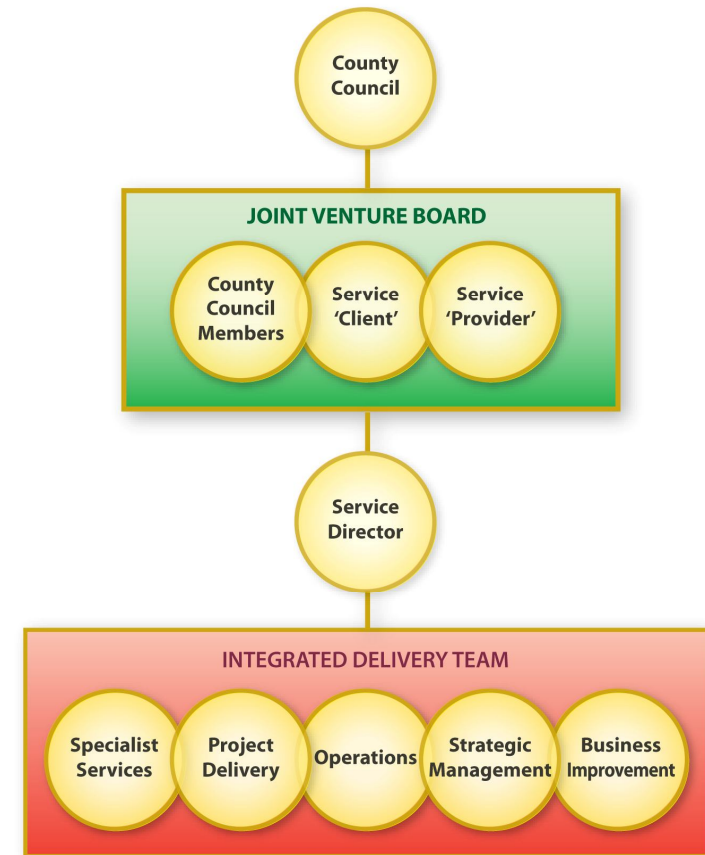 County
Council
JOINT VENTURE BOARD
County
Council
Members
Service
‘Client’
Service
‘Provider’
Service
Director
INTEGRATED DELIVERY TEAM
Specialist
Services
Project
Delivery
Operations
Strategic
Management
Business
Improvement